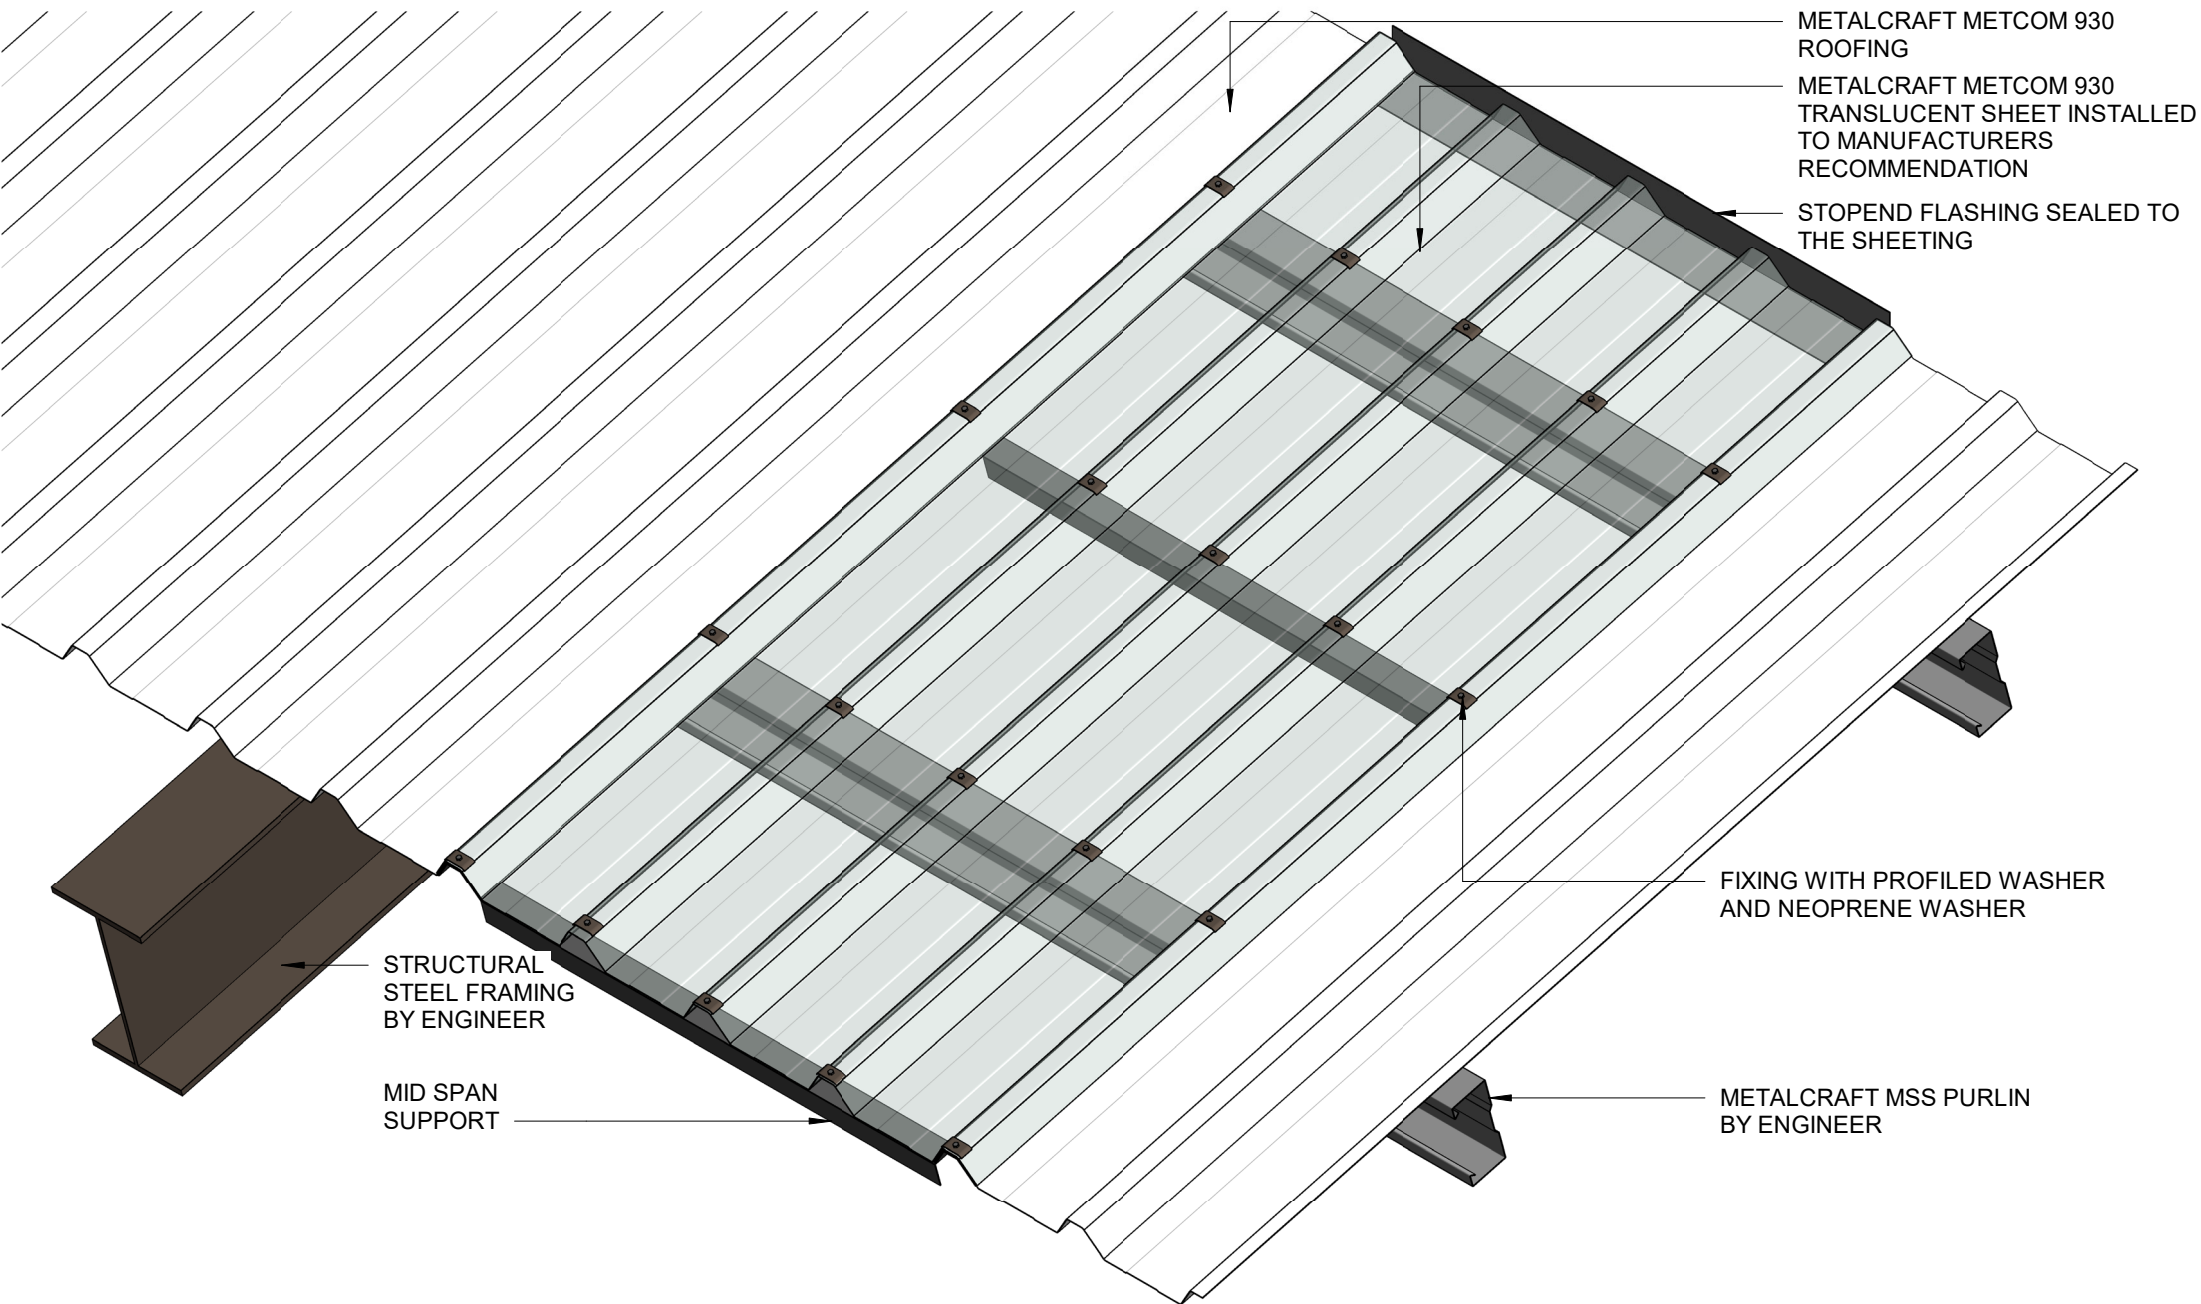 METALCRAFT METCOM 930
ROOFING
METALCRAFT METCOM 930
TRANSLUCENT SHEET INSTALLED
TO MANUFACTURERS
RECOMMENDATION
STOPEND FLASHING SEALED TO
THE SHEETING
FIXING WITH PROFILED WASHER
AND NEOPRENE WASHER
STRUCTURAL
STEEL FRAMING
BY ENGINEER
MID SPAN
SUPPORT
METALCRAFT MSS PURLIN
BY ENGINEER